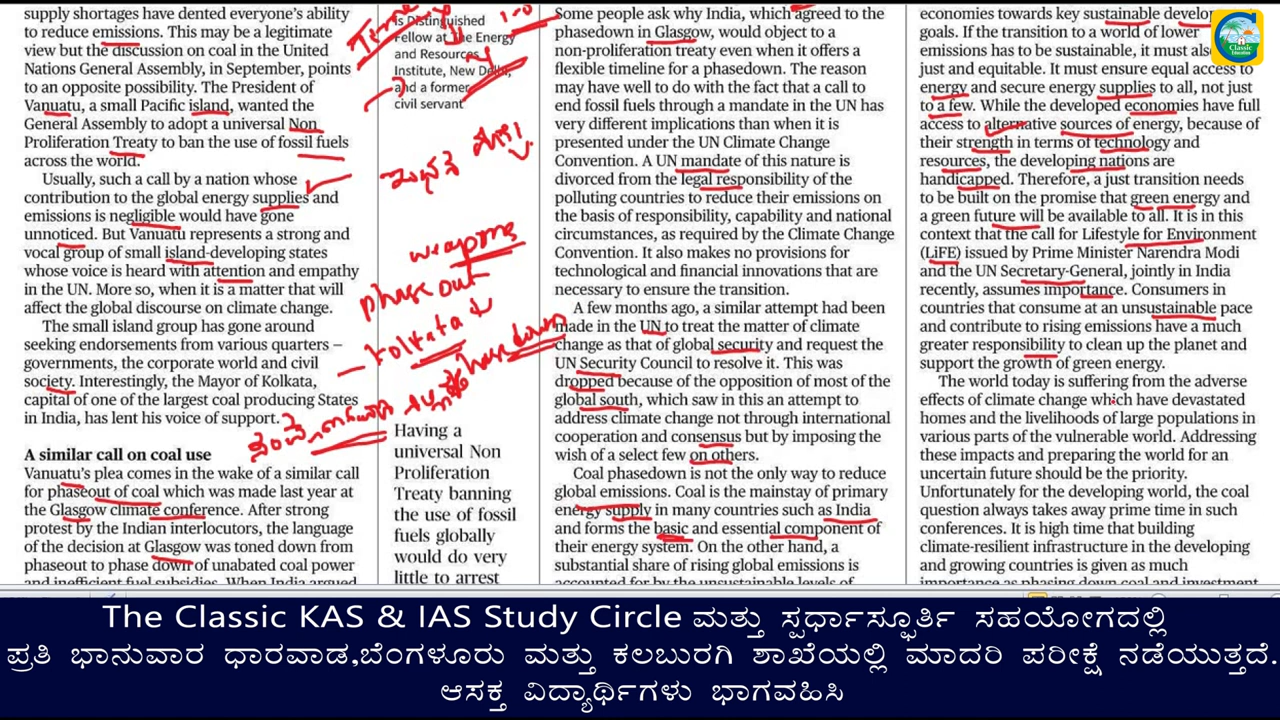 supply shortages have dented everyone's ability
to reduce emissions. This may be a legitimate
view but the discussion on coal in the United
Nations General Assembly, in September, points
to an opposite possibility. The President of
Vanuatu, a small Pacific island, wanted the
General Assembly to adopt a universal Non
Proliferation Treaty to ban the use of fossil fuels
across the world.
Usually, such a call by a nation whose
contribution to the global energy supplies and
emissions is negligible would have gone
unnoticed. But Vanuatu represents a strong and
vocal group of small island-developing states
whose voice is heard with attention and empathy
in the UN. More so, when it is a matter that will
affect the global discourse on climate change.
The small island group has gone around
seeking endorsements from various quarters –
governments, the corporate world and civil
society. Interestingly, the Mayor of Kolkata,
capital of one of the largest coal producing States
in India, has lent his voice of support.
A similar call on coal use
Vanuatu's plea comes in the wake of a similar call
for phaseout of coal which was made last year at
the Glasgow climate conference. After strong
protest by the Indian interlocutors, the language
of the decision at Glasgow was toned down from
phaseout to phase down of unabated coal power
and inefficient fuel subsidies. When India argued
is Distinguished
Fellow at The Energy
and Resources
Institute, New Delhi,
and a former
civil servant
weapons
phase out
Kolkata
phase down
Having a
universal Non
Proliferation
Treaty banning
the use of fossil
fuels globally
would do very
little to arrest
Some people ask why India, which agreed to the
phasedown in Glasgow, would object to a
non-proliferation treaty even when it offers a
flexible timeline for a phasedown. The reason
may have well to do with the fact that a call to
end fossil fuels through a mandate in the UN has
very different implications than when it is
presented under the UN Climate Change
Convention. A UN mandate of this nature is
divorced from the legal responsibility of the
polluting countries to reduce their emissions on
the basis of responsibility, capability and national
circumstances, as required by the Climate Change
Convention. It also makes no provisions for
technological and financial innovations that are
necessary to ensure the transition.
A few months ago, a similar attempt had been
made in the UN to treat the matter of climate
change as that of global security and request the
UN Security Council to resolve it. This was
dropped because of the opposition of most of the
global south, which saw in this an attempt to
address climate change not through international
cooperation and consensus but by imposing the
wish of a select few on others.
Coal phasedown is not the only way to reduce
global emissions. Coal is the mainstay of primary
energy supply in many countries such as India
and forms the basic and essential component of
their energy system. On the other hand, a
substantial share of rising global emissions is
accounted for by the unsustainable levels of
economies towards key sustainable development
goals. If the transition to a world of lower
emissions has to be sustainable, it must also
just and equitable. It must ensure equal access to
energy and secure energy supplies to all, not just
to a few. While the developed economies have full
access to alternative sources of energy, because of
their strength in terms of technology and
resources, the developing nations are
handicapped. Therefore, a just transition needs
to be built on the promise that green energy and
a green future will be available to all. It is in this
context that the call for Lifestyle for Environment
(LiFE) issued by Prime Minister Narendra Modi
and the UN Secretary-General, jointly in India
recently, assumes importance. Consumers in
countries that consume at an unsustainable pace
and contribute to rising emissions have a much
greater responsibility to clean up the planet and
support the growth of green energy.
The world today is suffering from the adverse
effects of climate change which have devastated
homes and the livelihoods of large populations in
various parts of the vulnerable world. Addressing
these impacts and preparing the world for an
uncertain future should be the priority.
Unfortunately for the developing world, the coal
question always takes away prime time in such
conferences. It is high time that building
climate-resilient infrastructure in the developing
and growing countries is given as much
importance as phasing down coal and investment
Classic
Education
The Classic KAS & IAS Study Circle ಮತ್ತು ಸ್ಪರ್ಧಾಸ್ಫೂರ್ತಿ ಸಹಯೋಗದಲ್ಲಿ
ಪ್ರತಿ ಭಾನುವಾರ ಧಾರವಾಡ,ಬೆಂಗಳೂರು ಮತ್ತು ಕಲಬುರಗಿ ಶಾಖೆಯಲ್ಲಿ ಮಾದರಿ ಪರೀಕ್ಷೆ ನಡೆಯುತ್ತದೆ.
ಆಸಕ್ತ ವಿದ್ಯಾರ್ಥಿಗಳು ಭಾಗವಹಿಸಿ